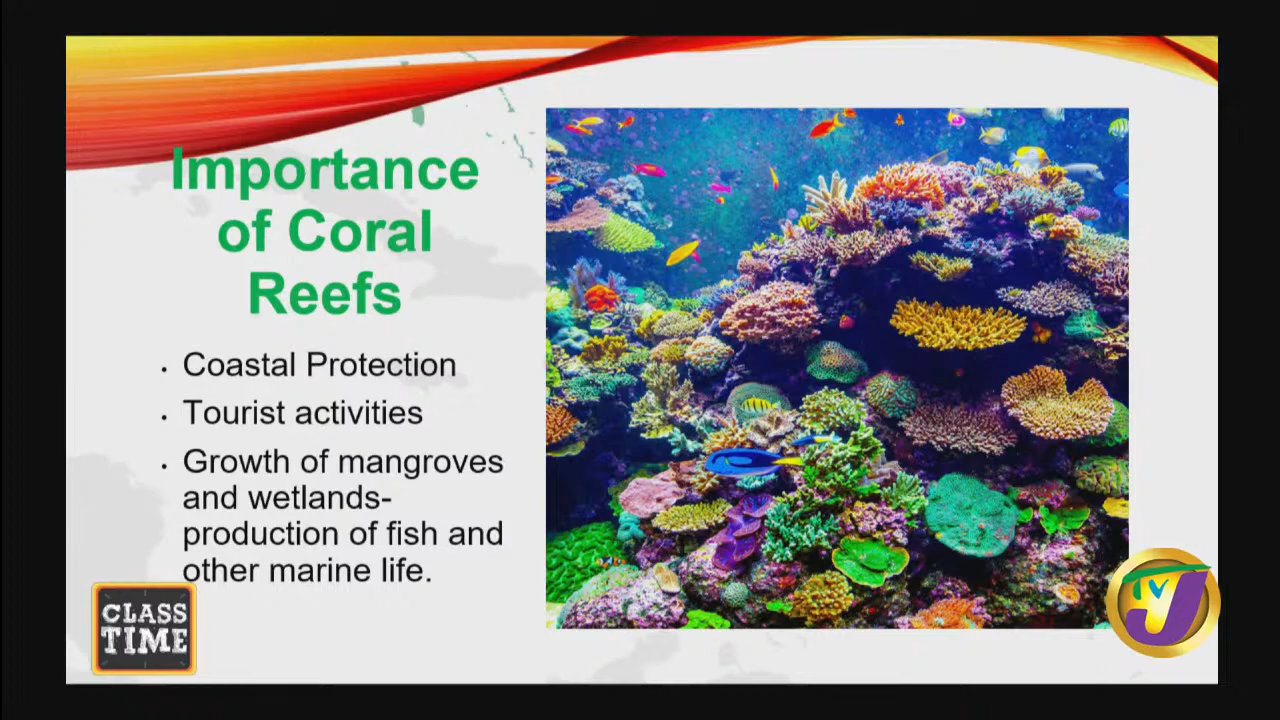 Importance
of Coral
Reefs
• Coastal Protection
• Tourist activities
• Growth of mangroves
and wetlands-
production of fish and
other marine life.
CLASS
TIME
TVJ